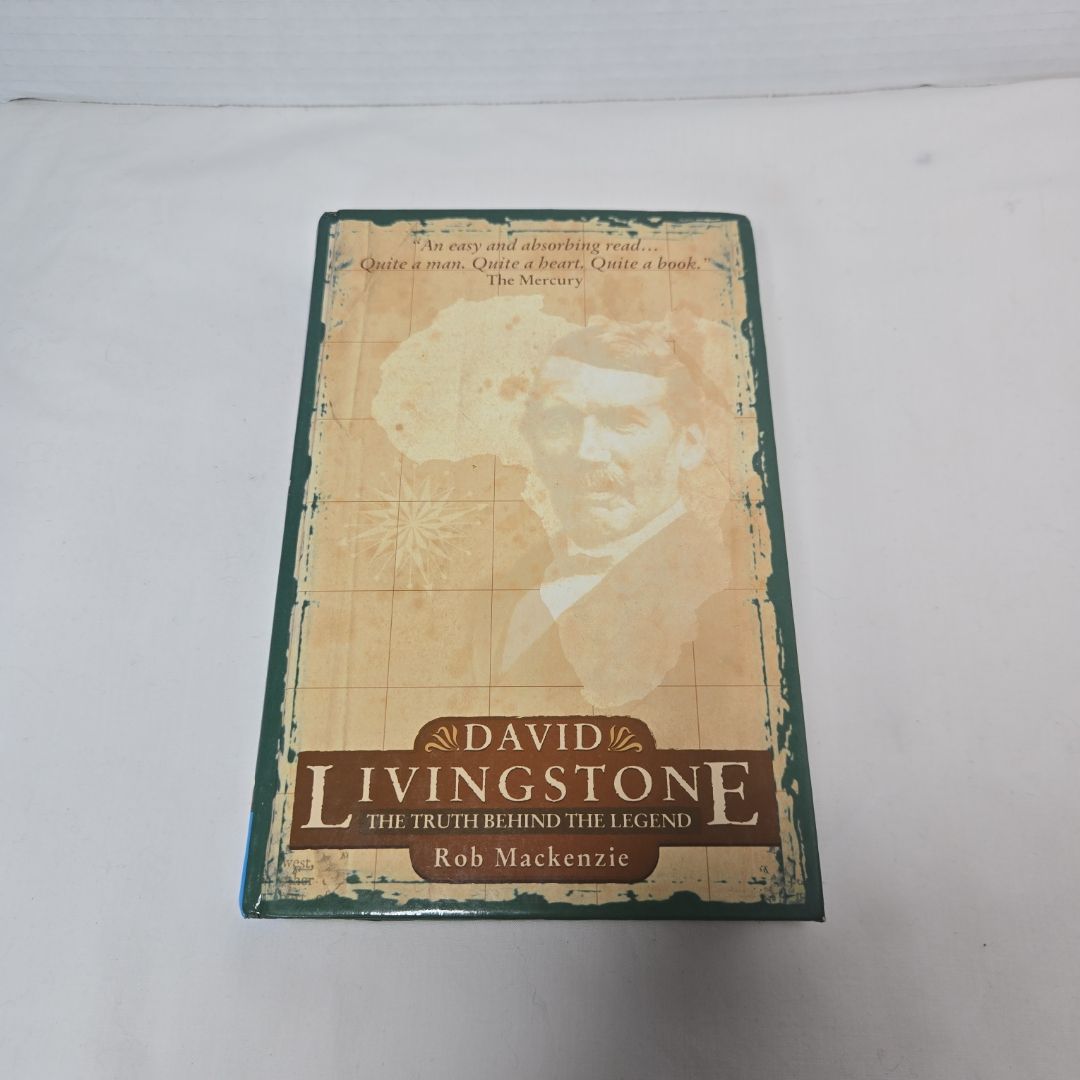 “An easy and absorbing read...
Quite a man. Quite a heart. Quite a book.”
The Mercury
DAVID
LIVINGSTONE
THE TRUTH BEHIND THE LEGEND
Rob Mackenzie
west,